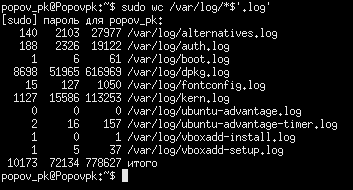 popov_pk@Popovpk:~$ sudo wc /var/log/*$'.log'
[sudo] пароль для popov_pk:
140 2103 27977 /var/log/alternatives.log
188 2326 19122 /var/log/auth.log
1 6 61 /var/log/boot.log
8698 51965 616969 /var/log/dpkg.log
15 127 1050 /var/log/fontconfig.log
1127 15586 113253 /var/log/kern.log
0 0 0 /var/log/ubuntu-advantage.log
2 16 157 /var/log/ubuntu-advantage-timer.log
1 0 1 /var/log/vboxadd-install.log
1 5 37 /var/log/vboxadd-setup.log
10173 72134 778627 итого
popov_pk@Popovpk:~$